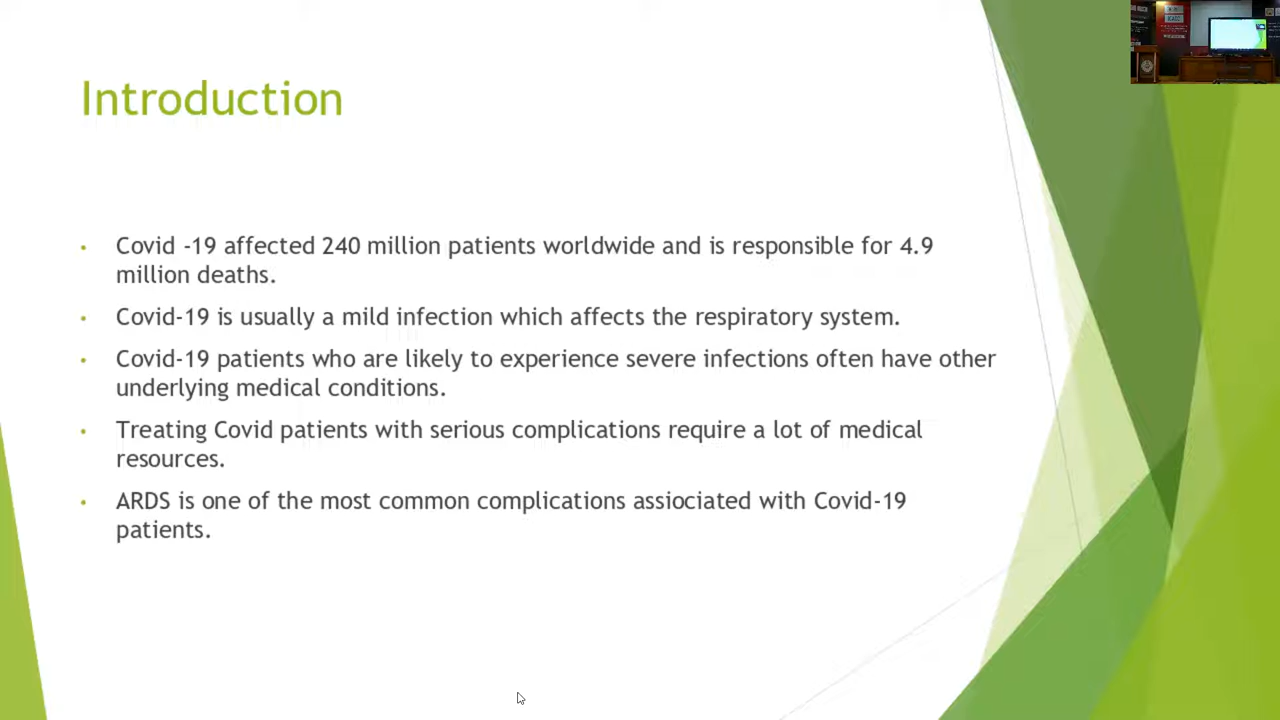 Introduction
• Covid -19 affected 240 million patients worldwide and is responsible for 4.9
million deaths.
• Covid-19 is usually a mild infection which affects the respiratory system.
• Covid-19 patients who are likely to experience severe infections often have other
underlying medical conditions.
• Treating Covid patients with serious complications require a lot of medical
resources.
• ARDS is one of the most common complications assiociated with Covid-19
patients.